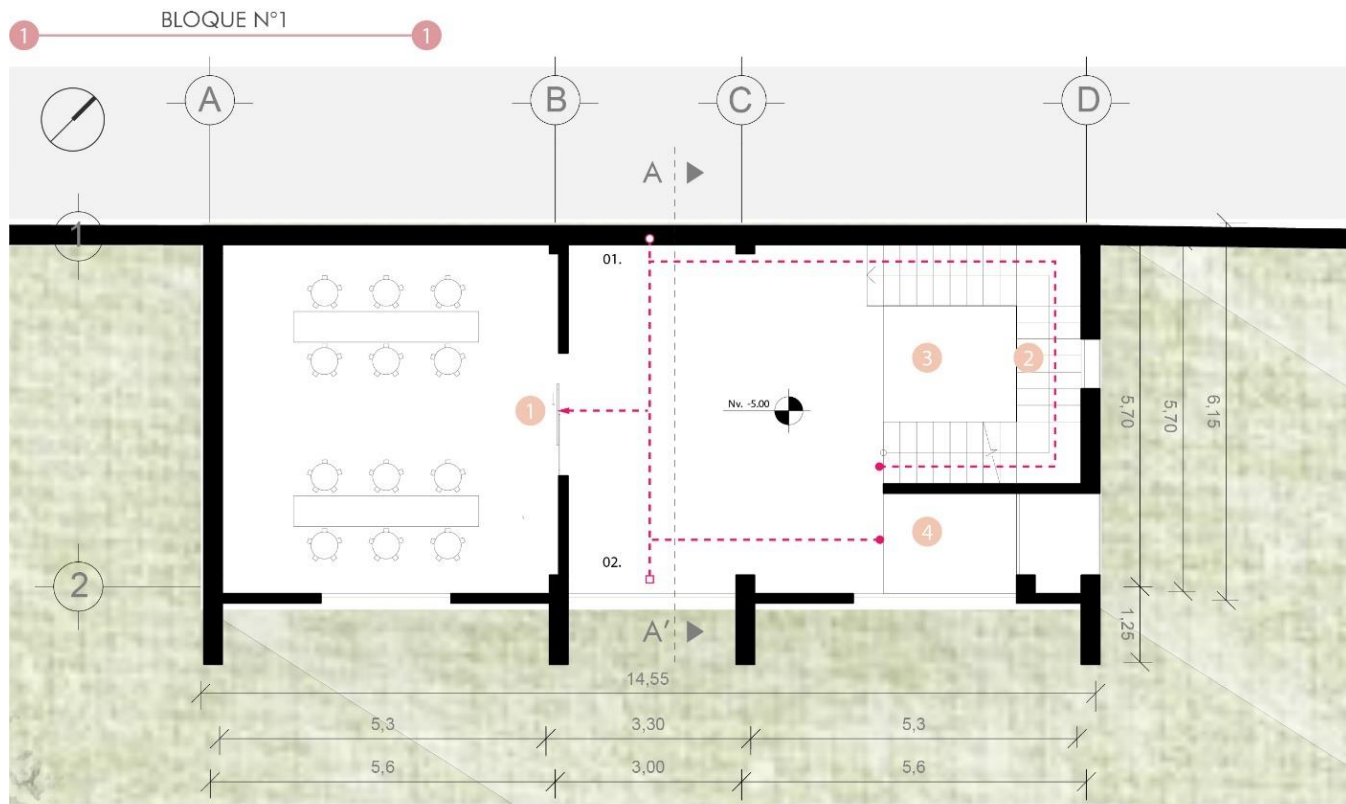 BLOQUE N°1
1 1
A B C D
A
1
01.
3 2
1
Nv. -5.00
5,70 5,70 6,15
4
02.
2
A’
1,25
14,55
5,3 3,30 5,3
5,6 3,00 5,6